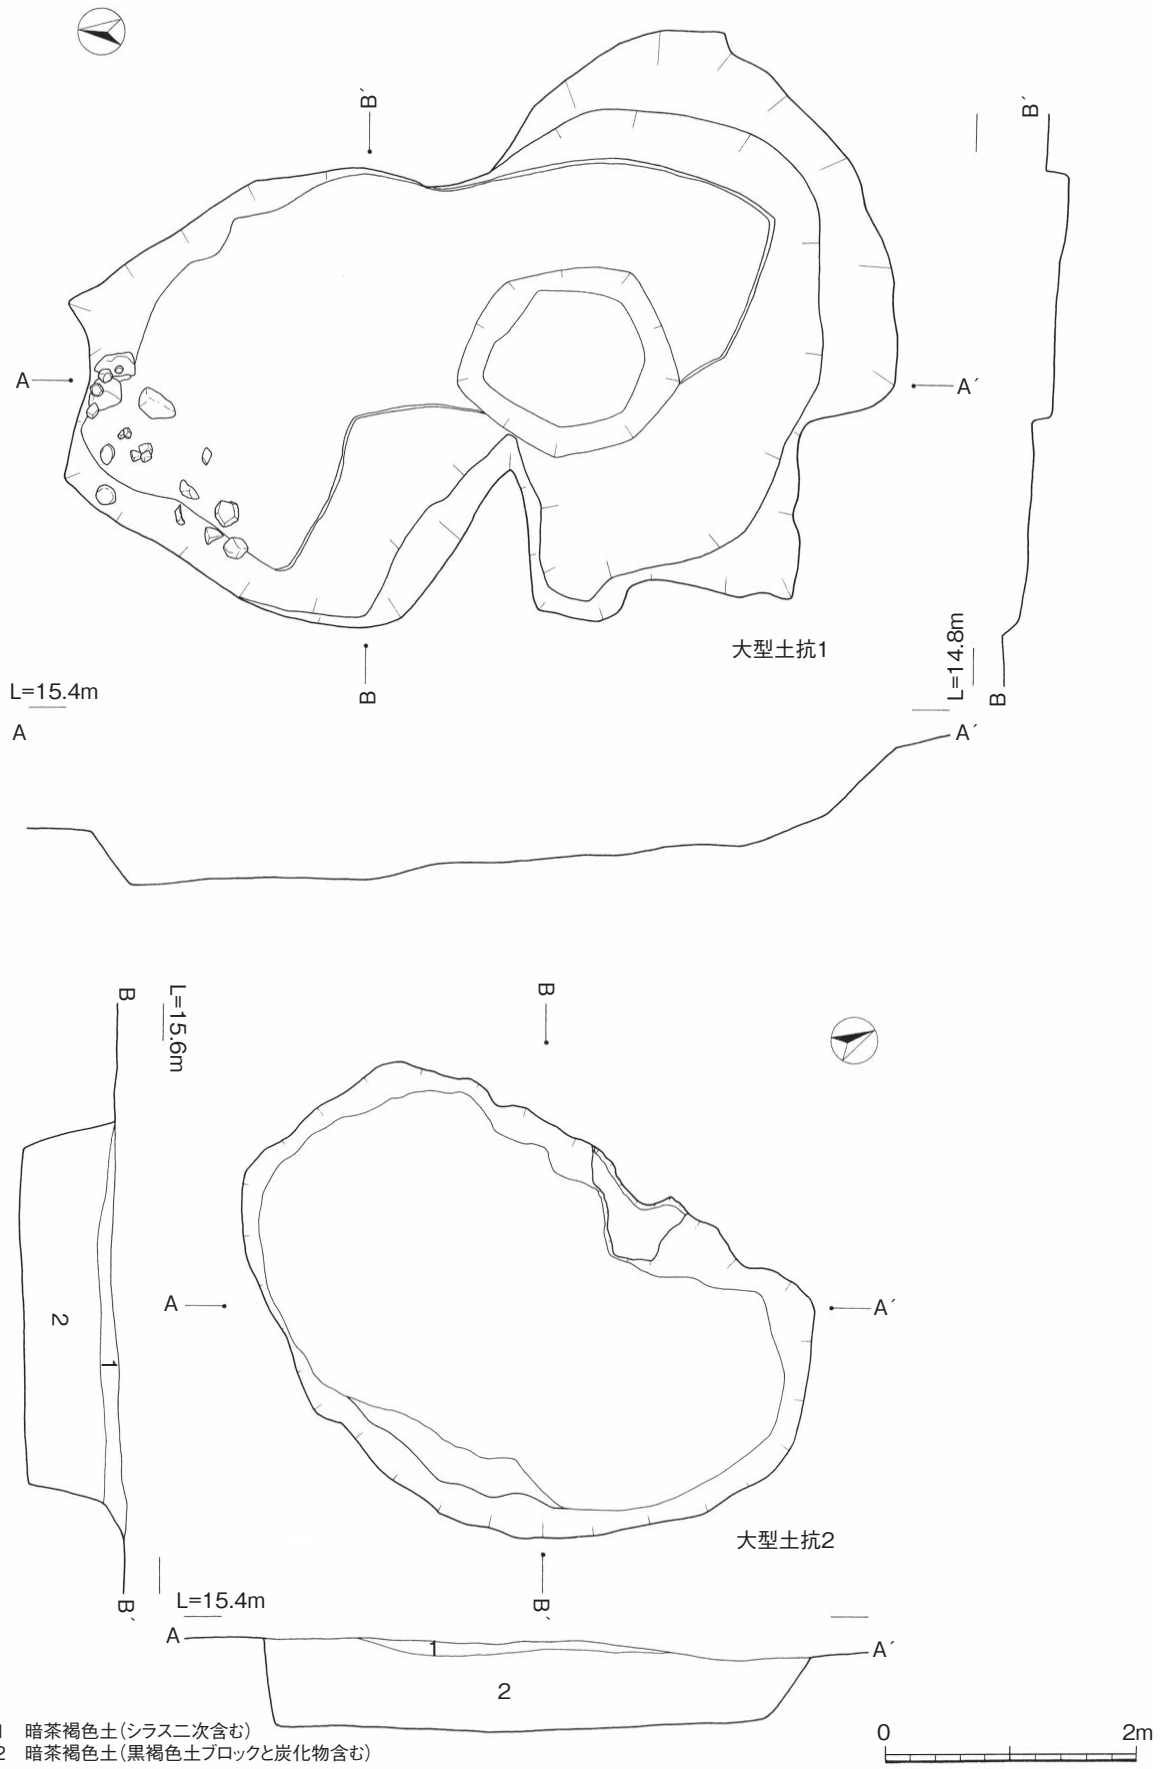 B´
B´
A
A´
大型土抗1
L=14.8m
L=15.4m
B
B
A
A´
B
L=15.6m
B
2
1
A
A´
大型土抗2
B´
B´
L=15.4m
A
1
A´
2
1 暗茶褐色土(シラス二次含む)
2 暗茶褐色土(黒褐色土ブロックと炭化物含む)
0 2m